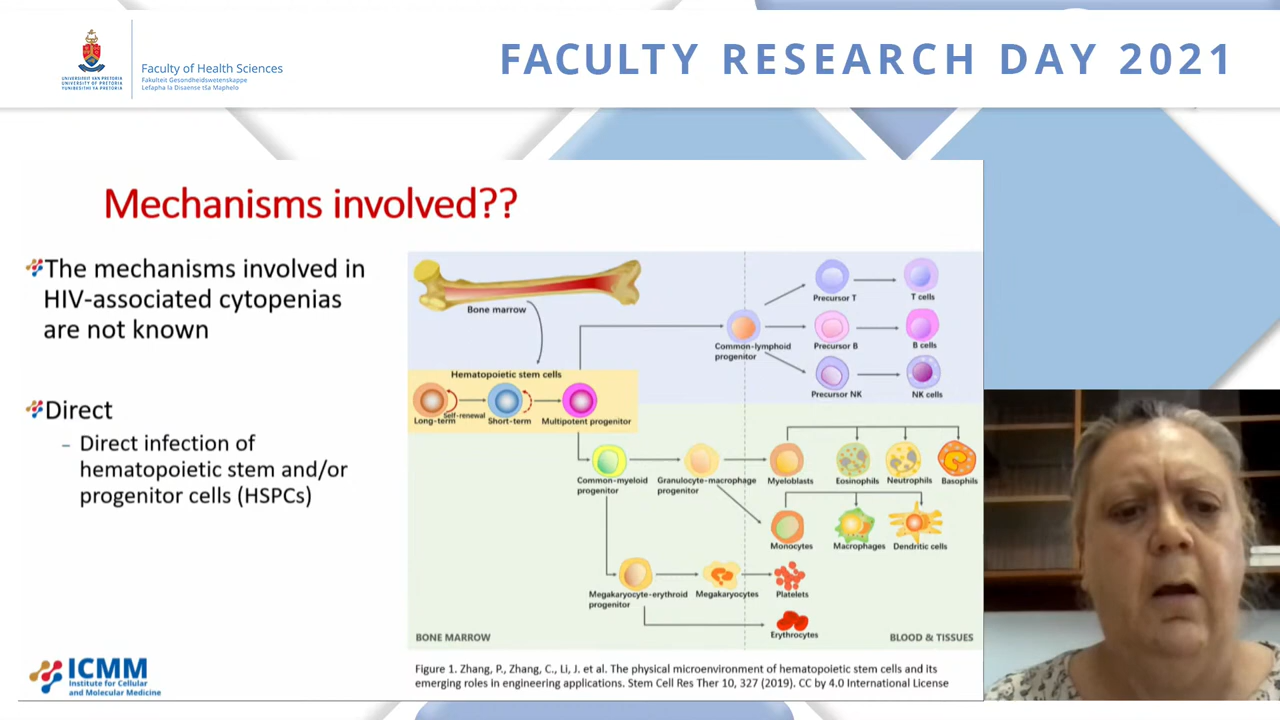 FACULTY RESEARCH DAY 2021
UNIVERSITEIT VAN PRETORIA
UNIVERSITY OF PRETORIA
YUNIBESITHI YA PRETORIA
Faculty of Health Sciences
Fakulteit Gesondheidswetenskappe
Lefapha la Disaense tša Maphelo
Mechanisms involved??
The mechanisms involved in
HIV-associated cytopenias
are not known
Direct
– Direct infection of
hematopoietic stem and/or
progenitor cells (HSPCs)
Bone marrow
Hematopoietic stem cells
Self-renewal
Long-term
Short-term
Multipotent progenitor
Common-lymphoid
progenitor
Precursor T
T cells
Precursor B
B cells
Precursor NK
NK cells
Common-myeloid
progenitor
Granulocyte-macrophage
progenitor
Myeloblasts
Eosinophils
Neutrophils
Basophils
Monocytes
Macrophages
Dendritic cells
Megakaryocyte-erythroid
progenitor
Megakaryocytes
Platelets
Erythrocytes
BONE MARROW
BLOOD & TISSUES
Figure 1. Zhang, P., Zhang, C., Li, J. et al. The physical microenvironment of hematopoietic stem cells and its
emerging roles in engineering applications. Stem Cell Res Ther 10, 327 (2019). CC by 4.0 International License
ICMM
Institute for Cellular
and Molecular Medicine